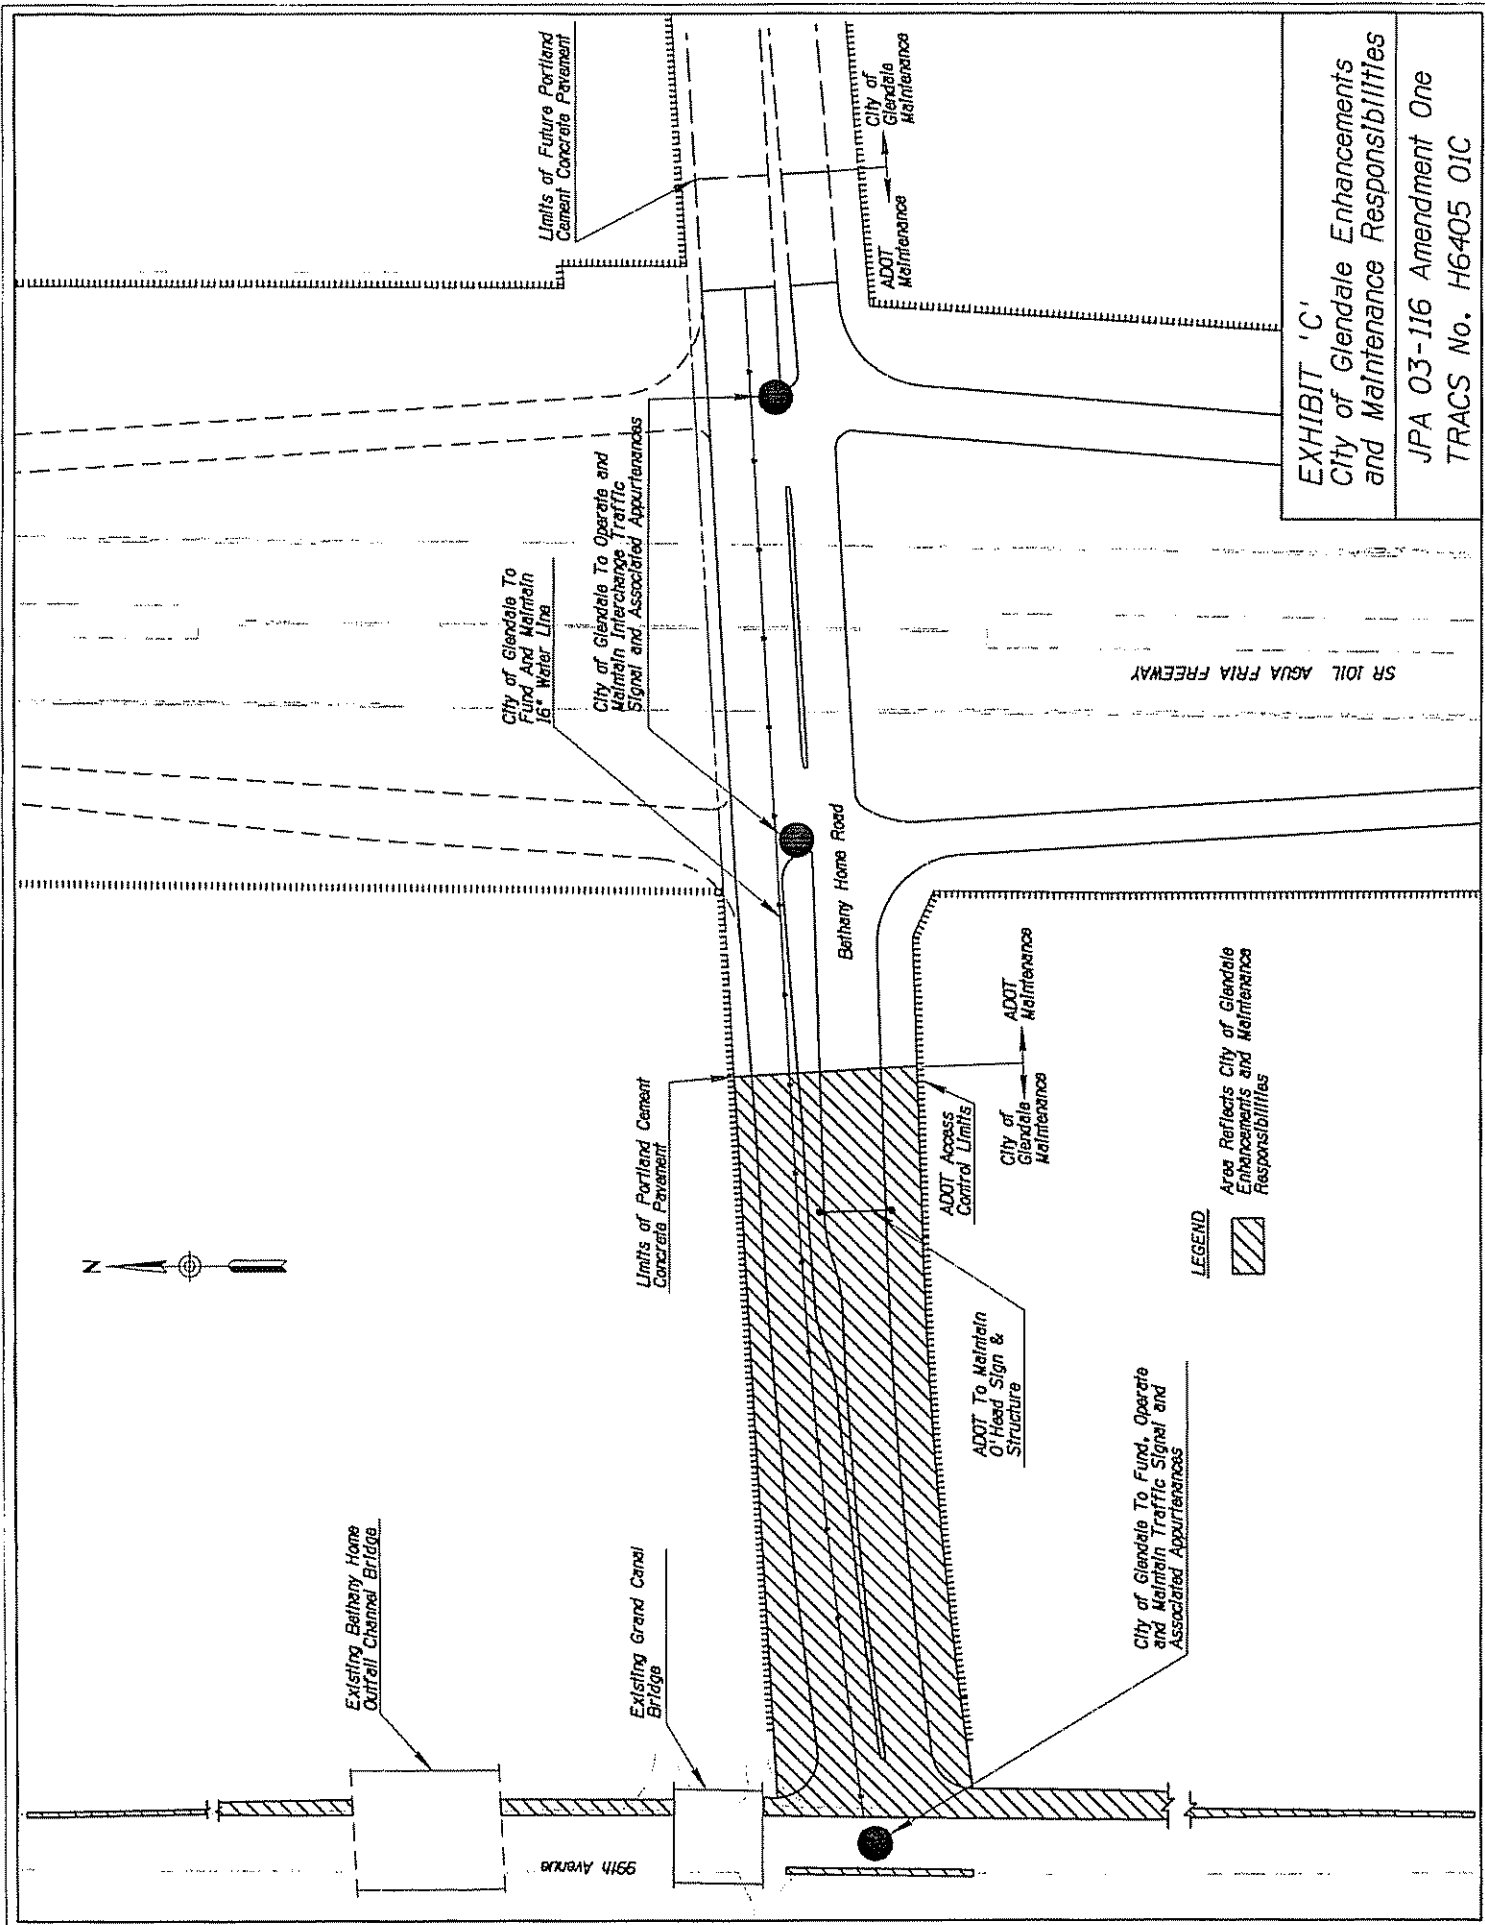 Limits of Future Portland
Cement Concrete Pavement
City of
Glendale
Maintenance
ADOT
Maintenance
City of Glendale To
Fund And Maintain
16" Water Line
City of Glendale To Operate and
Maintain Interchange Traffic
Signal and Associated Appurtenances
SR 101L AGUA FRIA FREEWAY
Bethany Home Road
N
Limits of Portland Cement
Concrete Pavement
ADOT
Maintenance
City of
Glendale
Maintenance
ADOT Access
Control Limits
ADOT To Maintain
O'Head Sign &
Structure
Existing Bethany Home
Outfall Channel Bridge
Existing Grand Canal
Bridge
99th Avenue
City of Glendale To Fund, Operate
and Maintain Traffic Signal and
Associated Appurtenances
LEGEND
Area Reflects City of Glendale
Enhancements and Maintenance
Responsibilities
EXHIBIT 'C'
City of Glendale Enhancements
and Maintenance Responsibilities
JPA 03-116 Amendment One
TRACS No. H6405 01C